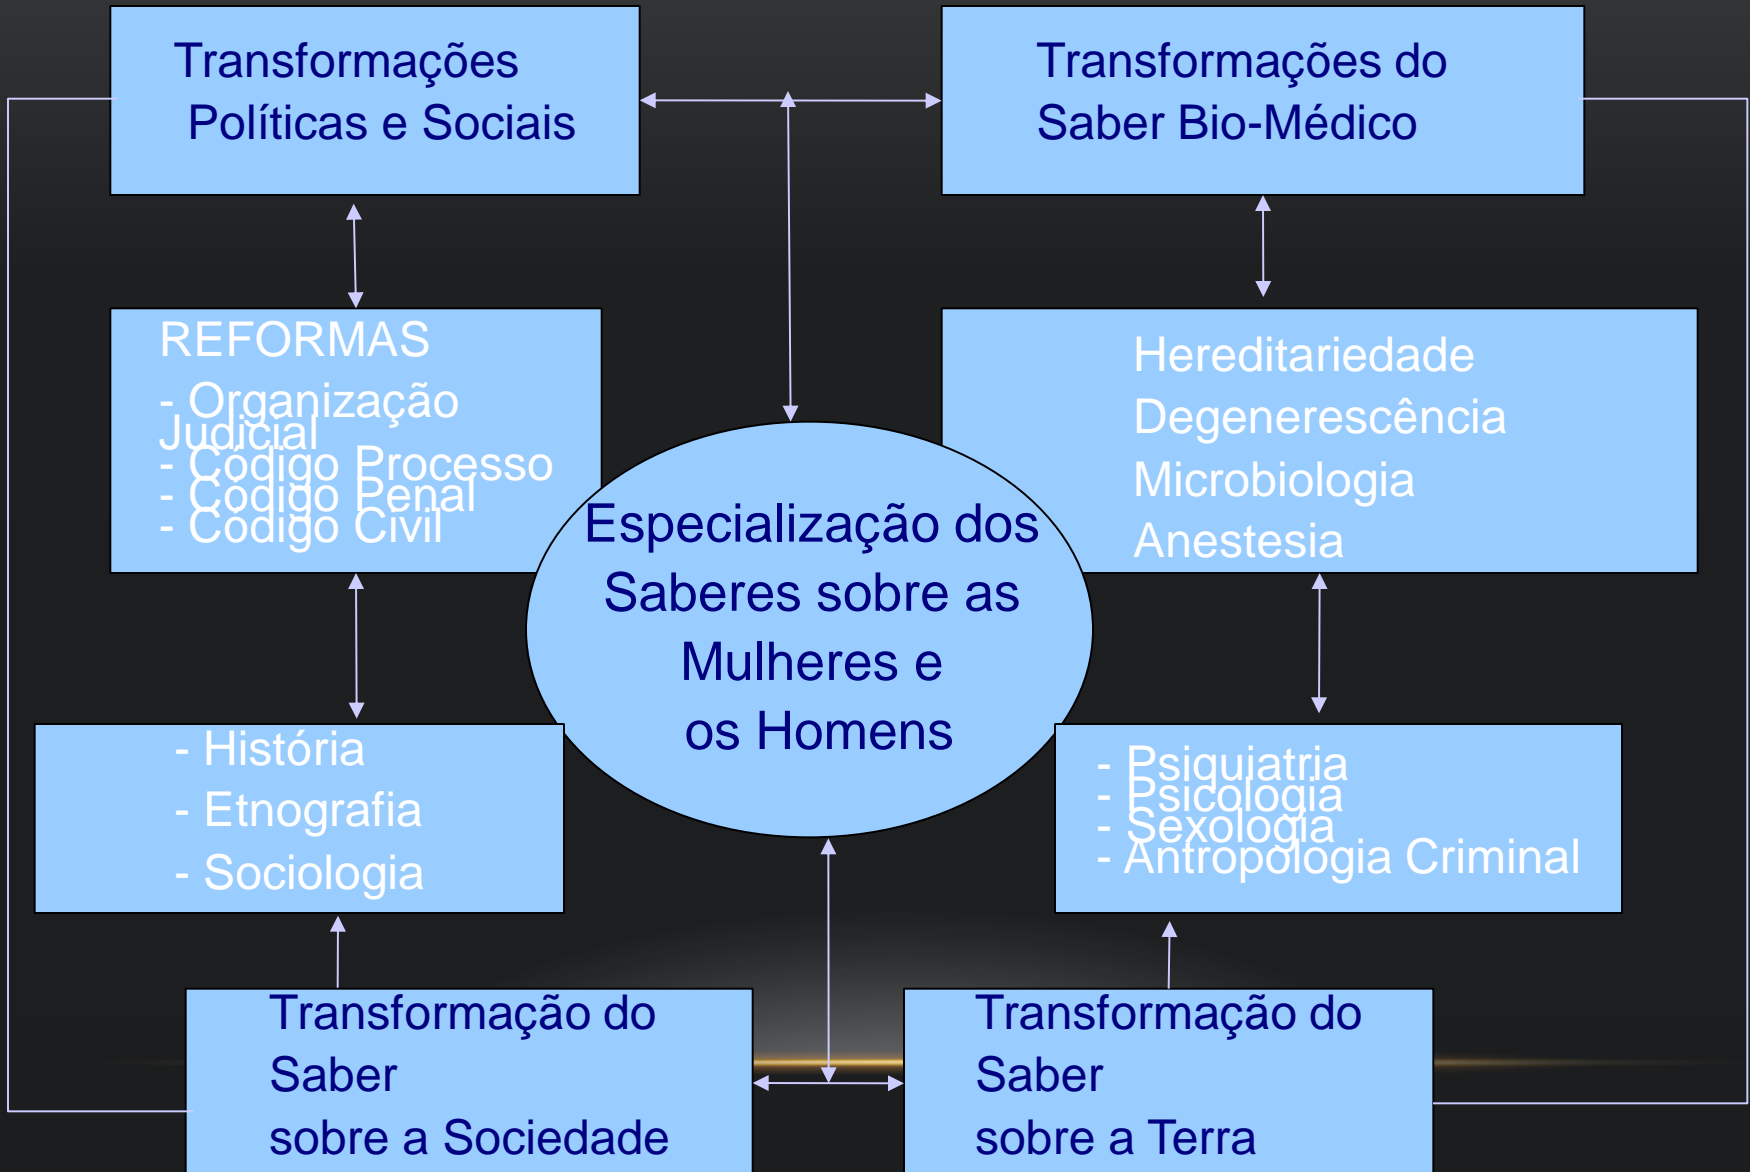 Transformações
Políticas e Sociais
Transformações do
Saber Bio-Médico
REFORMAS
- Organização
Judicial
- Código Processo
- Código Penal
- Código Civil
Hereditariedade
Degenerescência
Microbiologia
Anestesia
Especialização dos
Saberes sobre as
Mulheres e
os Homens
- História
- Etnografia
- Sociologia
- Psiquiatria
- Psicologia
- Sexologia
- Antropologia Criminal
Transformação do
Saber
sobre a Sociedade
Transformação do
Saber
sobre a Terra